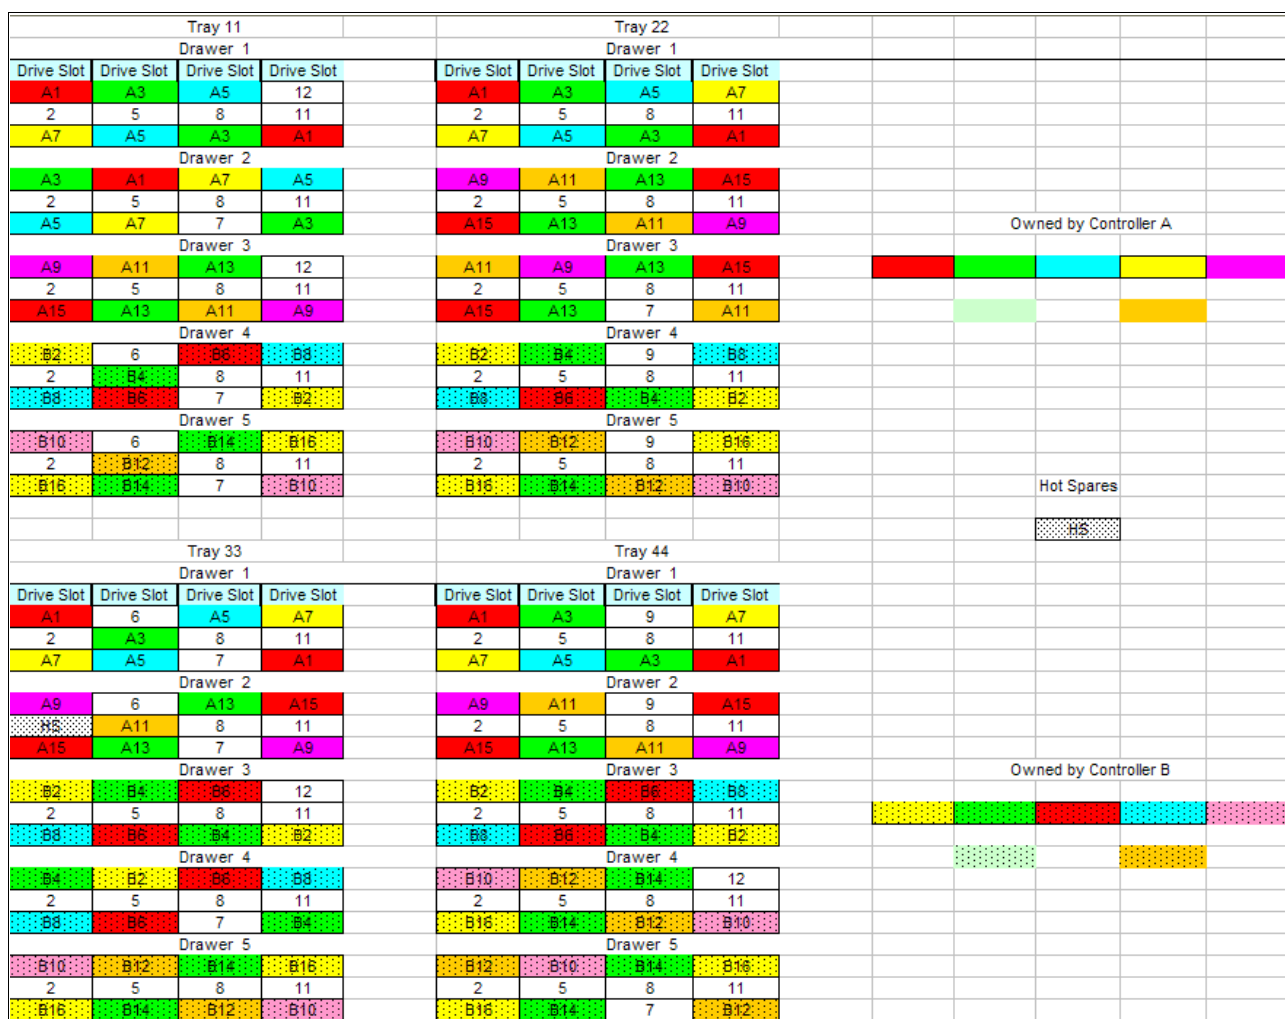 Tray 11 Tray 22
Drawer 1 Drawer 1
Drive Slot Drive Slot Drive Slot Drive Slot Drive Slot Drive Slot Drive Slot Drive Slot
A1 A3 A5 12 A1 A3 A5 A7
2 5 8 11 2 5 8 11
A7 A5 A3 A1 A7 A5 A3 A1
Drawer 2 Drawer 2
A3 A1 A7 A5 A9 A11 A13 A15
2 5 8 11 2 5 8 11
A5 A7 7 A3 A15 A13 A11 A9 Owned by Controller A
Drawer 3 Drawer 3
A9 A11 A13 12 A11 A9 A13 A15
2 5 8 11 2 5 8 11
A15 A13 A11 A9 A15 A13 7 A11
Drawer 4 Drawer 4
B2 6 B6 B8 B2 B4 9 B8
2 B4 8 11 2 5 8 11
B8 B6 7 B2 B8 B6 B4 B2
Drawer 5 Drawer 5
B10 6 B14 B16 B10 B12 9 B16
2 B12 8 11 2 5 8 11
B16 B14 7 B10 B16 B14 B12 B10 Hot Spares
HS
Tray 33 Tray 44
Drawer 1 Drawer 1
Drive Slot Drive Slot Drive Slot Drive Slot Drive Slot Drive Slot Drive Slot Drive Slot
A1 6 A5 A7 A1 A3 9 A7
2 A3 8 11 2 5 8 11
A7 A5 7 A1 A7 A5 A3 A1
Drawer 2 Drawer 2
A9 6 A13 A15 A9 A11 9 A15
HS A11 8 11 2 5 8 11
A15 A13 7 A9 A15 A13 A11 A9
Drawer 3 Drawer 3 Owned by Controller B
B2 B4 B6 12 B2 B4 B6 B8
2 5 8 11 2 5 8 11
B8 B6 B4 B2 B8 B6 B4 B2
Drawer 4 Drawer 4
B4 B2 B6 B8 B10 B12 B14 12
2 5 8 11 2 5 8 11
B8 B6 7 B4 B16 B14 B12 B10
Drawer 5 Drawer 5
B10 B12 B14 B16 B12 B10 B14 B16
2 5 8 11 2 5 8 11
B16 B14 B12 B10 B16 B14 7 B12